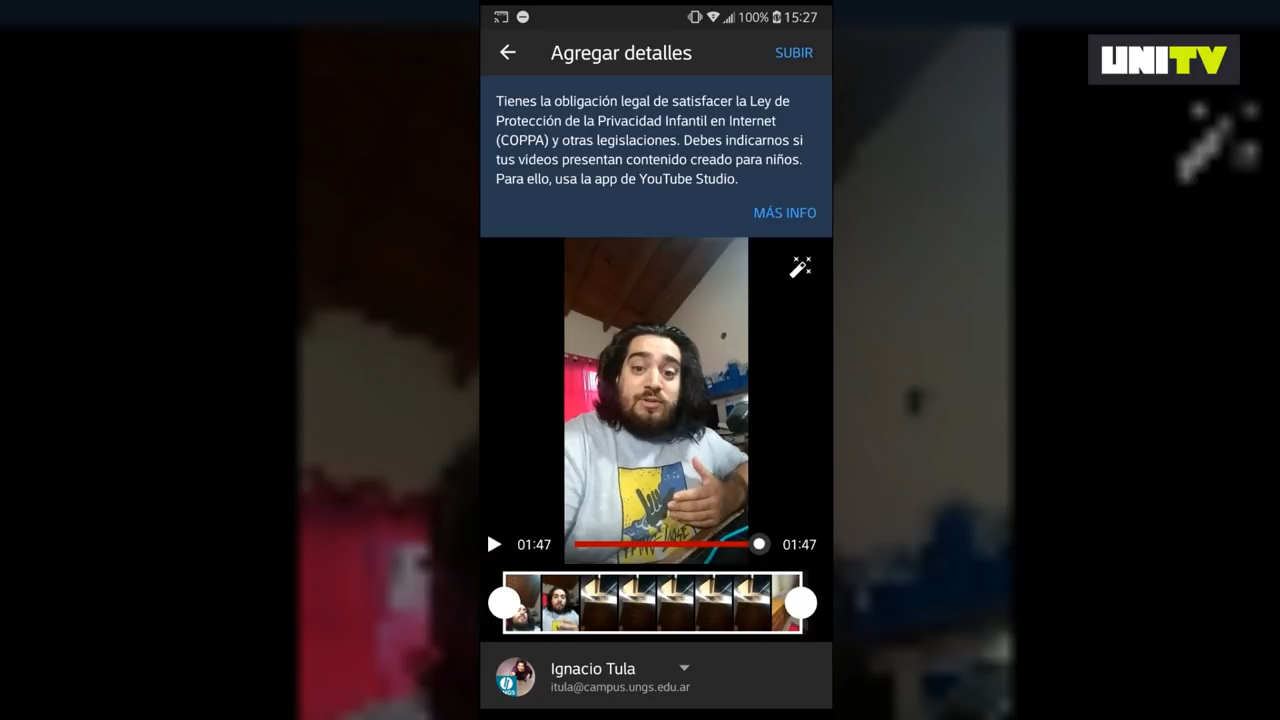 100% 15:27
UNITV
Agregar detalles
SUBIR
Tienes la obligación legal de satisfacer la Ley de
Protección de la Privacidad Infantil en Internet
(COPPA) y otras legislaciones. Debes indicarnos si
tus videos presentan contenido creado para niños.
Para ello, usa la app de YouTube Studio.
MÁS INFO
01:47
01:47
Ignacio Tula
itula@campus.ungs.edu.ar
UNGS